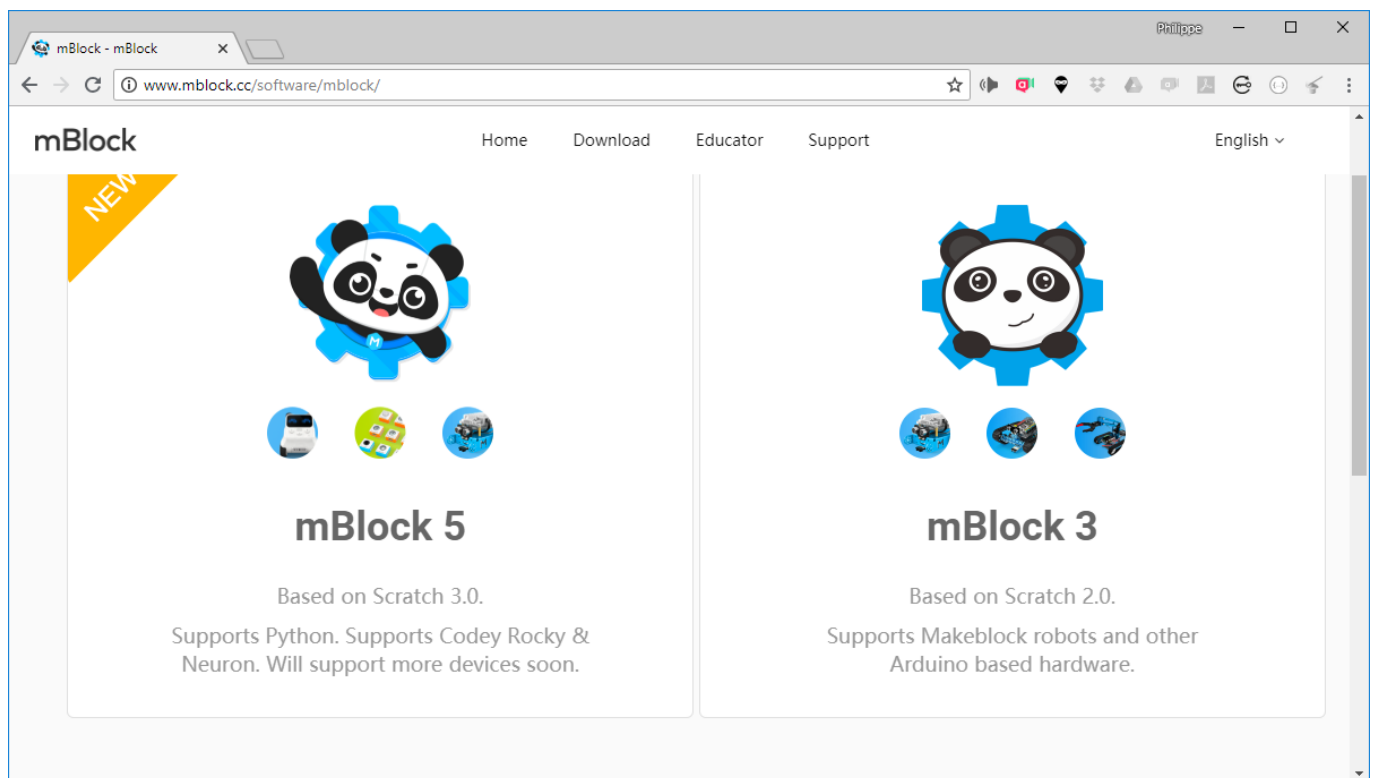 Philippe
mBlock - mBlock
www.mblock.cc/software/mblock/
mBlock
Home
Download
Educator
Support
English
NEW
M
mBlock 5
Based on Scratch 3.0.
Supports Python. Supports Codey Rocky &
Neuron. Will support more devices soon.
mBlock 3
Based on Scratch 2.0.
Supports Makeblock robots and other
Arduino based hardware.